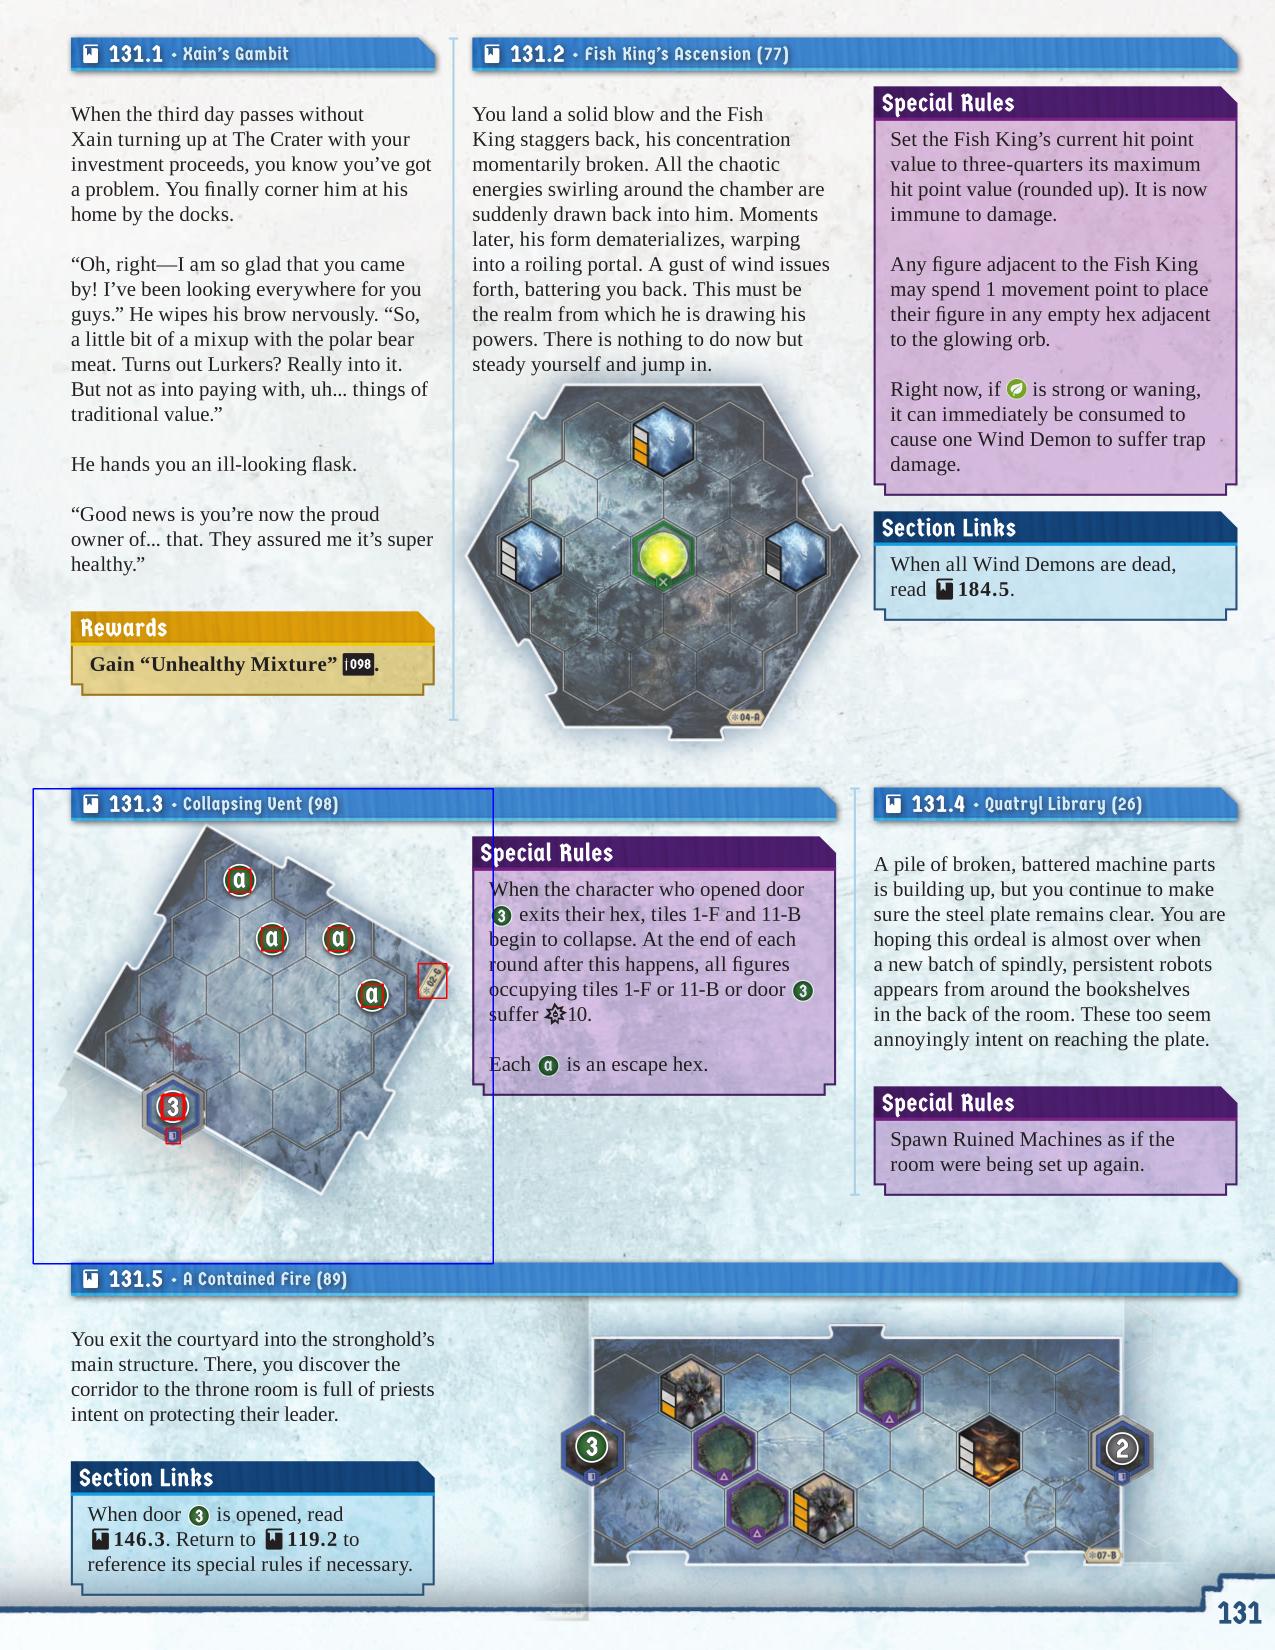 131.1 • Xain's Gambit
When the third day passes without
Xain turning up at The Crater with your
investment proceeds, you know you've got
a problem. You finally corner him at his
home by the docks.
“Oh, right—I am so glad that you came
by! I've been looking everywhere for you
guys.” He wipes his brow nervously. “So,
a little bit of a mixup with the polar bear
meat. Turns out Lurkers? Really into it.
But not as into paying with, uh... things of
traditional value.”
He hands you an ill-looking flask.
“Good news is you're now the proud
owner of... that. They assured me it's super
healthy.”
Rewards
Gain “Unhealthy Mixture” 098.
131.2 • Fish King's Ascension (77)
You land a solid blow and the Fish
King staggers back, his concentration
momentarily broken. All the chaotic
energies swirling around the chamber are
suddenly drawn back into him. Moments
later, his form dematerializes, warping
into a roiling portal. A gust of wind issues
forth, battering you back. This must be
the realm from which he is drawing his
powers. There is nothing to do now but
steady yourself and jump in.
04-A
Special Rules
Set the Fish King's current hit point
value to three-quarters its maximum
hit point value (rounded up). It is now
immune to damage.
Any figure adjacent to the Fish King
may spend 1 movement point to place
their figure in any empty hex adjacent
to the glowing orb.
Right now, if is strong or waning,
it can immediately be consumed to
cause one Wind Demon to suffer trap
damage.
Section Links
When all Wind Demons are dead,
read 184.5.
131.3 • Collapsing Vent (98)
a
a a
a
02-G
3
Special Rules
When the character who opened door
3 exits their hex, tiles 1-F and 11-B
begin to collapse. At the end of each
round after this happens, all figures
occupying tiles 1-F or 11-B or door 3
suffer 10.
Each a is an escape hex.
131.4 • Quatryl Library (26)
A pile of broken, battered machine parts
is building up, but you continue to make
sure the steel plate remains clear. You are
hoping this ordeal is almost over when
a new batch of spindly, persistent robots
appears from around the bookshelves
in the back of the room. These too seem
annoyingly intent on reaching the plate.
Special Rules
Spawn Ruined Machines as if the
room were being set up again.
131.5 • A Contained Fire (89)
You exit the courtyard into the stronghold's
main structure. There, you discover the
corridor to the throne room is full of priests
intent on protecting their leader.
Section Links
When door 3 is opened, read
146.3. Return to 119.2 to
reference its special rules if necessary.
3
2
07-B
131